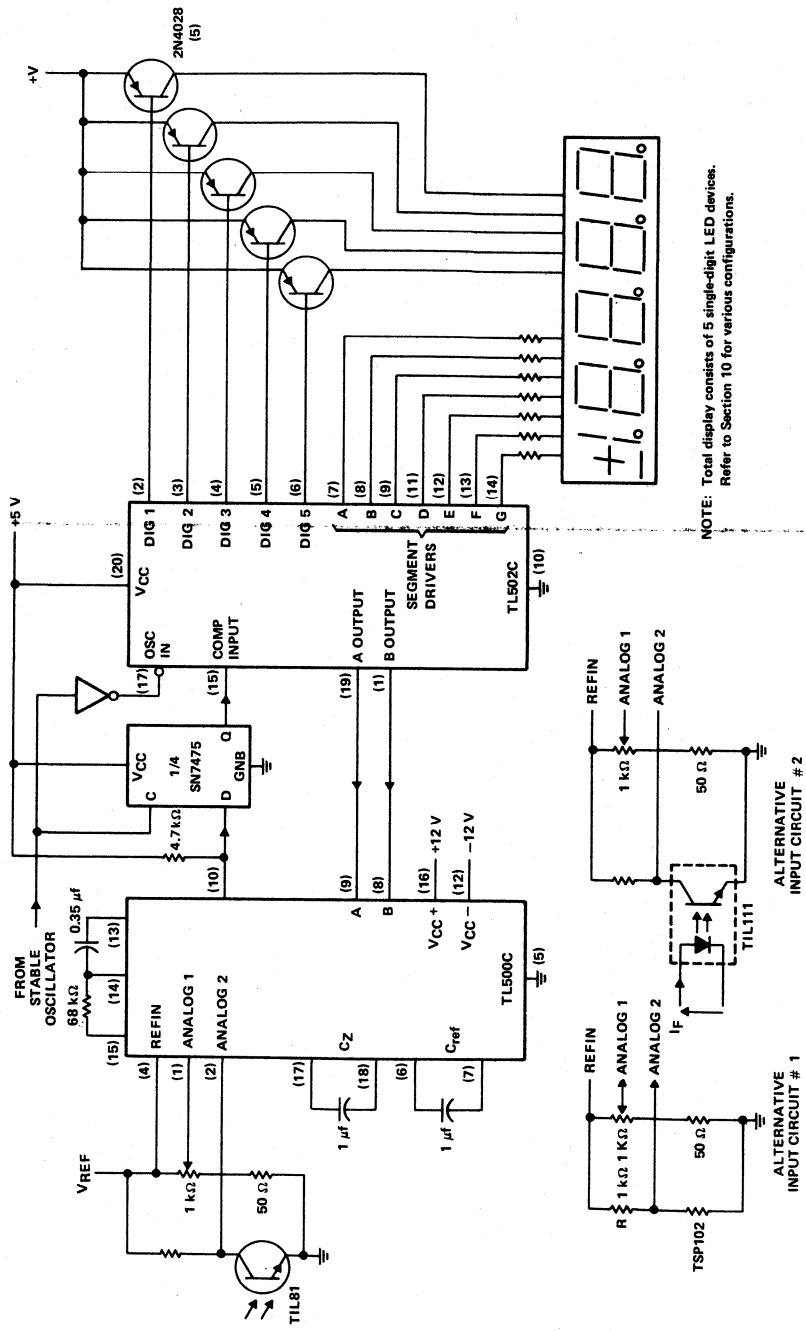 FROM
STABLE
OSCILLATOR
+5 V
+V
2N4028
(5)
68 kΩ
0.35 μf
4.7 kΩ
(15)
(14)
(13)
(10)
VREF
(4)
REFIN
(1)
ANALOG 1
(2)
ANALOG 2
1 kΩ
50 Ω
TIL81
(17)
CZ
(18)
1 μf
(6)
Cref
(7)
1 μf
TL500C
(5)
A
(9)
B
(8)
VCC +
(16)
+12 V
VCC −
(12)
−12 V
C
VCC
1/4
SN7475
D
Q
GNB
(17)
OSC
IN
(15)
COMP
INPUT
(20)
VCC
(19)
A OUTPUT
(1)
B OUTPUT
DIG 1
(2)
DIG 2
(3)
DIG 3
(4)
DIG 4
(5)
DIG 5
(6)
SEGMENT
DRIVERS
A
(7)
B
(8)
C
(9)
D
(11)
E
(12)
F
(13)
G
(14)
TL502C
(10)
NOTE: Total display consists of 5 single-digit LED devices.
Refer to Section 10 for various configurations.
REFIN
R
1 kΩ
1 KΩ
ANALOG 1
ANALOG 2
TSP102
50 Ω
ALTERNATIVE
INPUT CIRCUIT # 1
REFIN
1 kΩ
ANALOG 1
ANALOG 2
IF
TIL111
50 Ω
ALTERNATIVE
INPUT CIRCUIT # 2